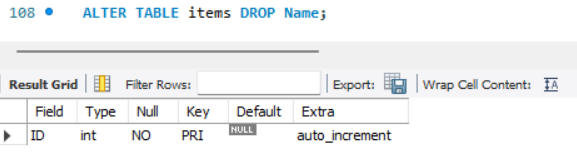 108 ALTER TABLE items DROP Name;
Result Grid Filter Rows: Export: Wrap Cell Content: IA
Field Type Null Key Default Extra
ID int NO PRI NULL auto_increment